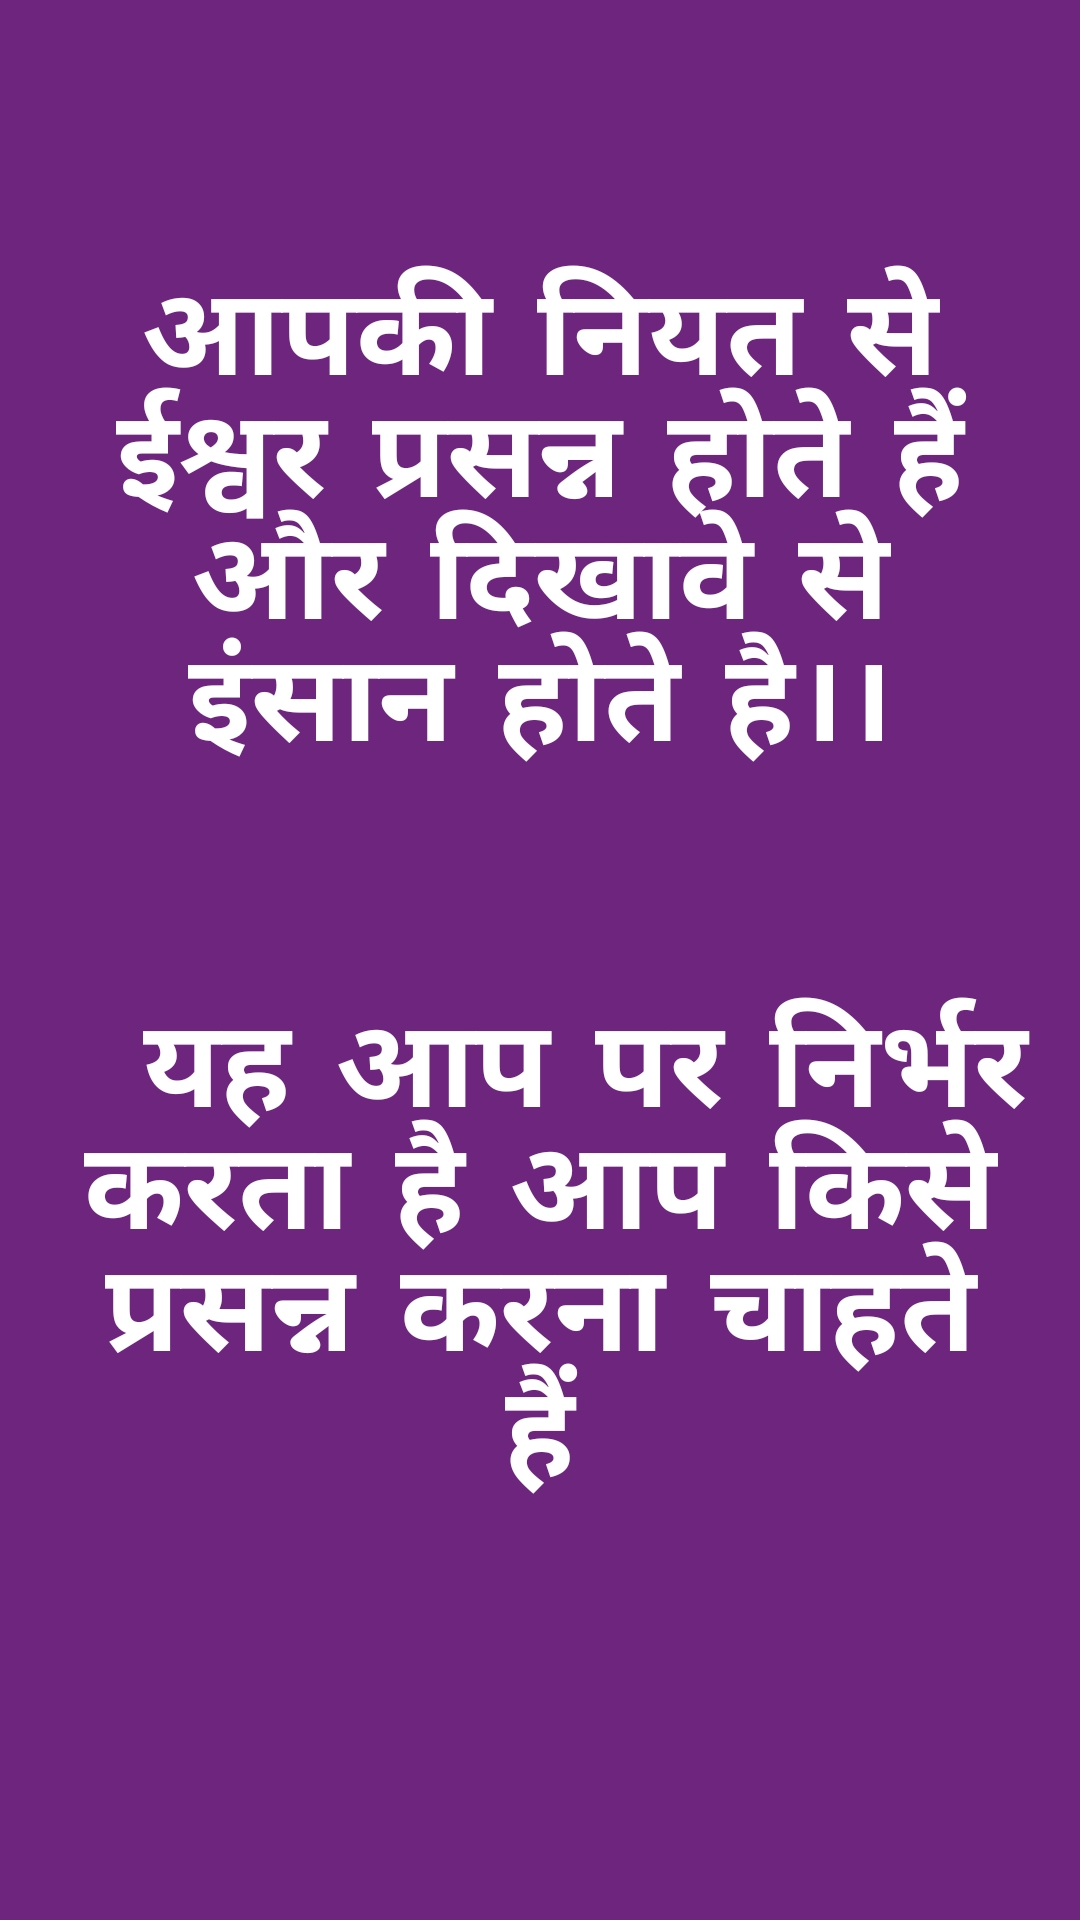 आपकी नियत से
ईश्वर प्रसन्न होते हैं
और दिखावे से
इंसान होते है।।
यह आप पर निर्भर
करता है आप किसे
प्रसन्न करना चाहते
हैं